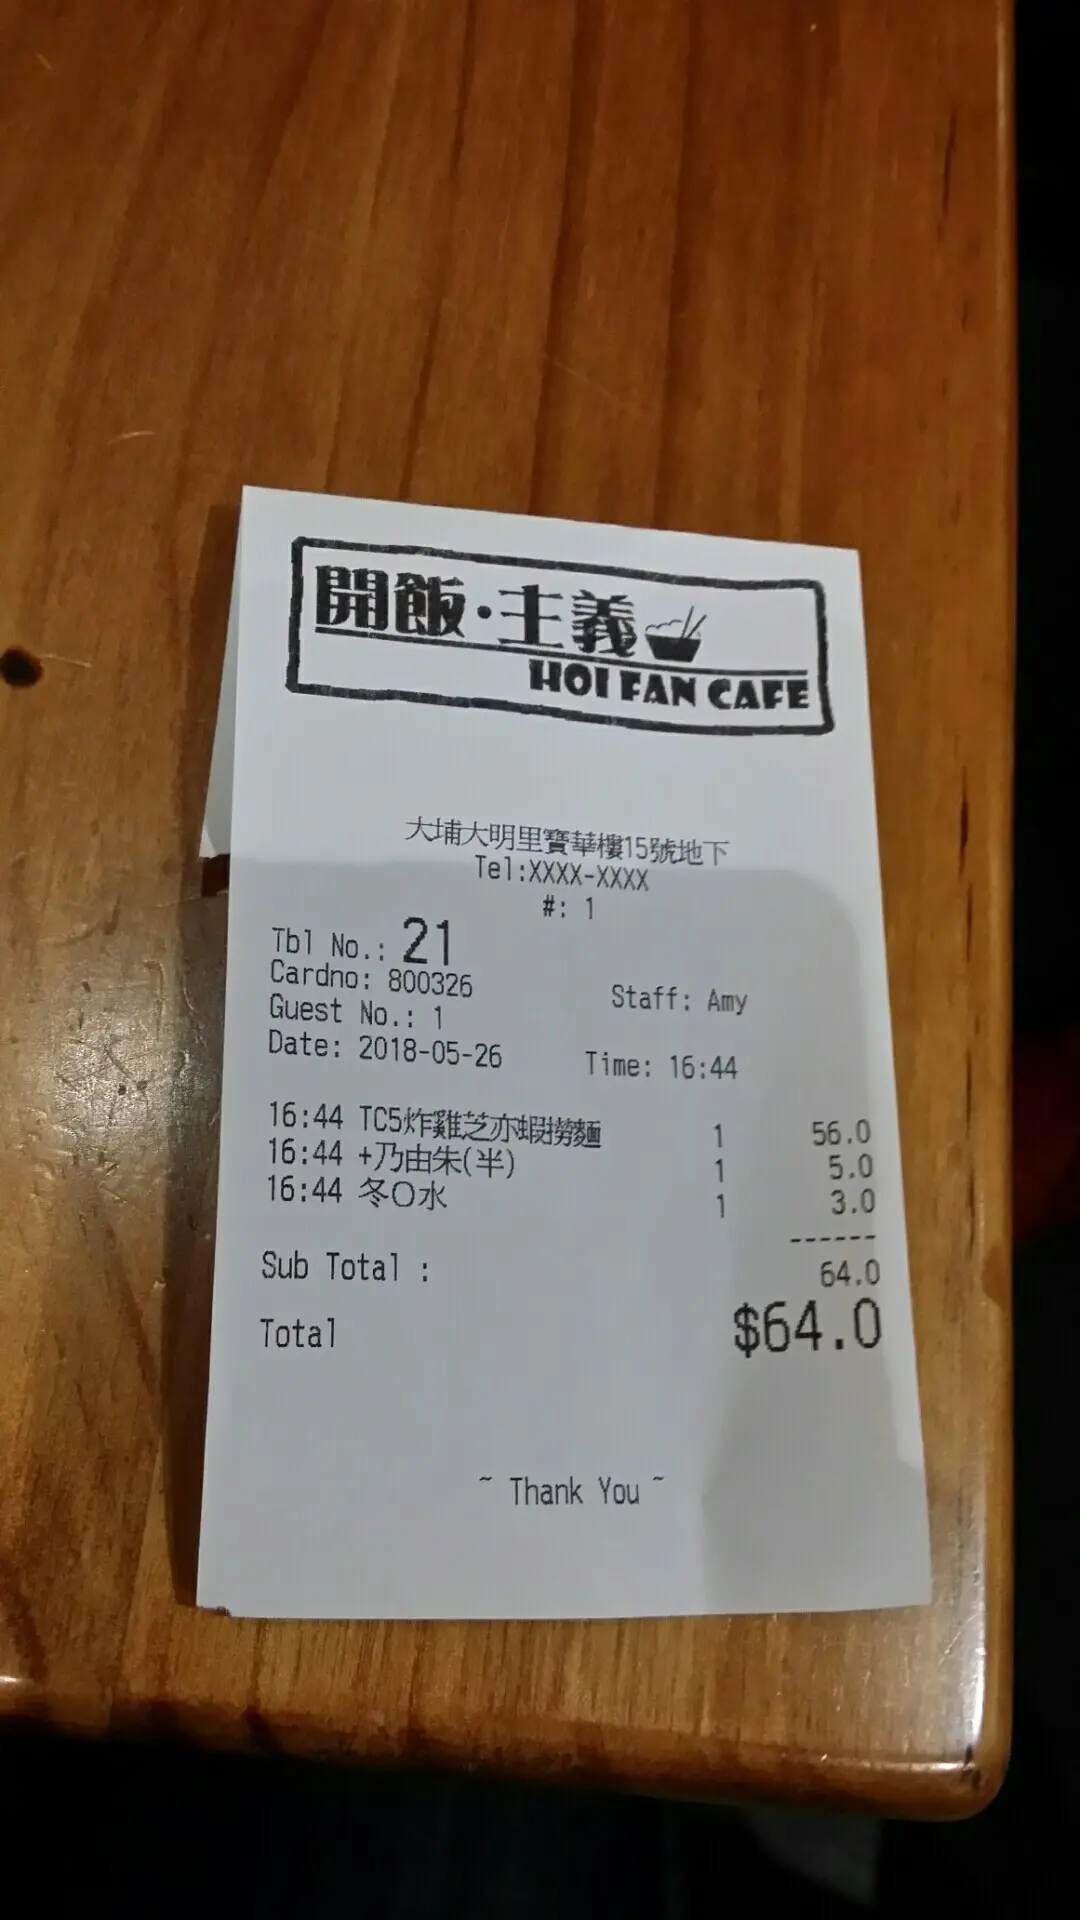 開飯·主義
HOI FAN CAFE
大埔大明里寶華樓15號地下
Tel:XXXX-XXXX
#: 1
Tbl No.: 21
Cardno: 800326
Staff: Amy
Guest No.: 1
Date: 2018-05-26
Time: 16:44
16:44 TC5炸雞芝亦蝦撈麵 1 56.0
16:44 +乃由朱(半) 1 5.0
16:44 冬〇水 1 3.0
------
Sub Total : 64.0
Total $64.0
~ Thank You ~